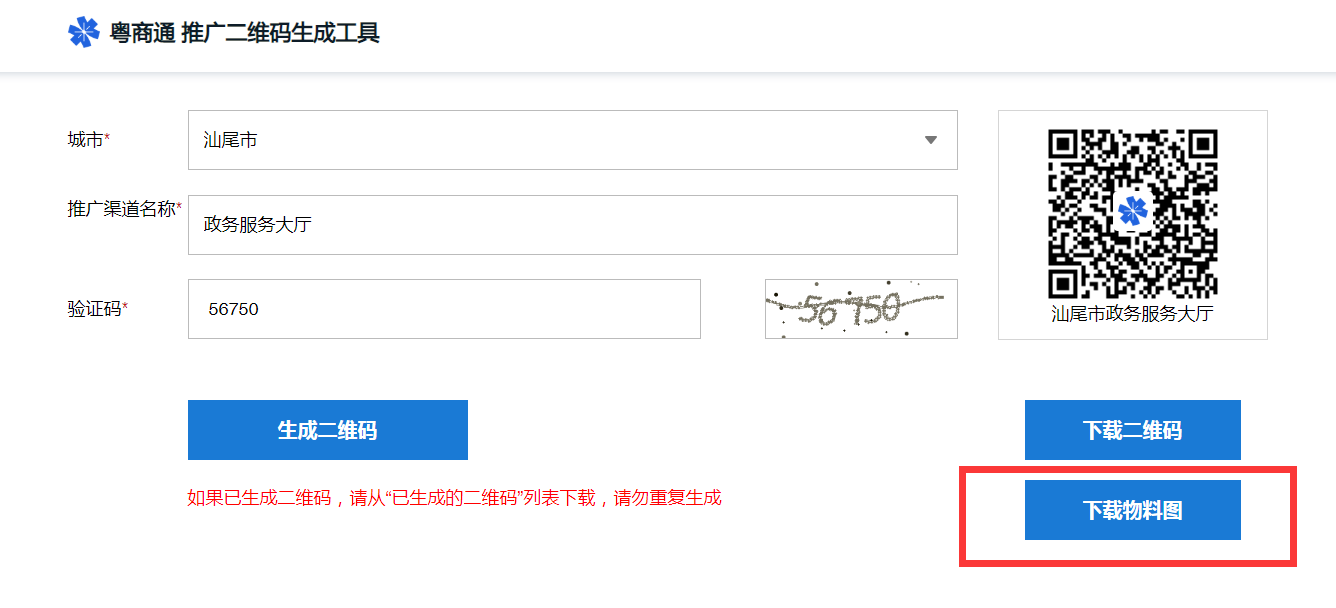 粤商通 推广二维码生成工具
城市*
汕尾市
推广渠道名称*
政务服务大厅
验证码*
56750
56750
汕尾市政务服务大厅
生成二维码
下载二维码
如果已生成二维码，请从“已生成的二维码”列表下载，请勿重复生成
下载物料图